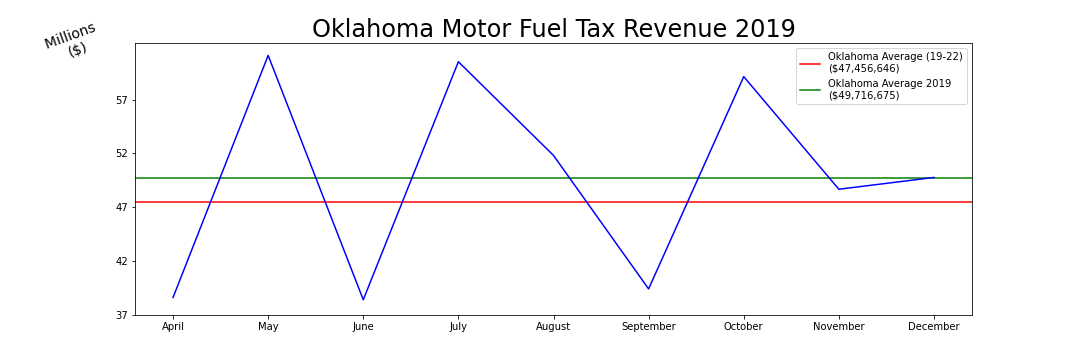 Oklahoma Motor Fuel Tax Revenue 2019
Millions
($)
Oklahoma Average (19-22)
($47,456,646)
Oklahoma Average 2019
($49,716,675)
57
52
47
42
37
April May June July August September October November December